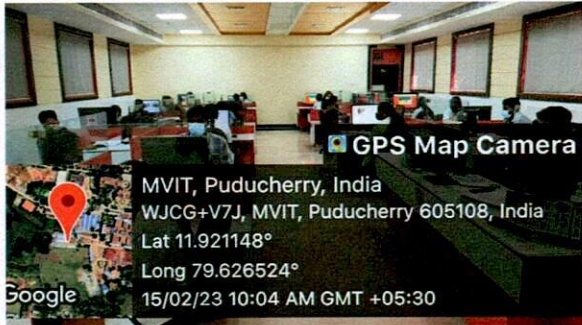 GPS Map Camera
MVIT, Puducherry, India
WJCG+V7J, MVIT, Puducherry 605108, India
Lat 11.921148°
Long 79.626524°
Google
15/02/23 10:04 AM GMT +05:30